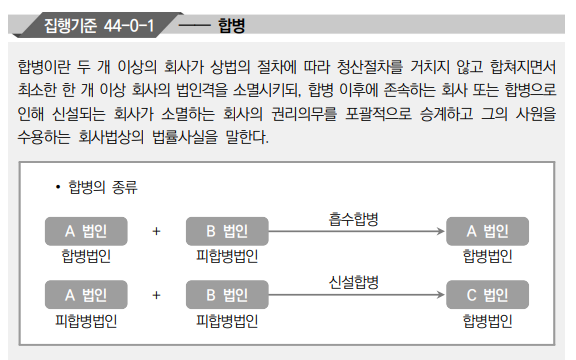 집행기준 44-0-1 합병
합병이란 두 개 이상의 회사가 상법의 절차에 따라 청산절차를 거치지 않고 합쳐지면서
최소한 한 개 이상 회사의 법인격을 소멸시키되, 합병 이후에 존속하는 회사 또는 합병으로
인해 신설되는 회사가 소멸하는 회사의 권리의무를 포괄적으로 승계하고 그의 사원을
수용하는 회사법상의 법률사실을 말한다.
• 합병의 종류
A 법인 + B 법인 흡수합병 A 법인
합병법인 피합병법인 합병법인
A 법인 + B 법인 신설합병 C 법인
피합병법인 피합병법인 합병법인